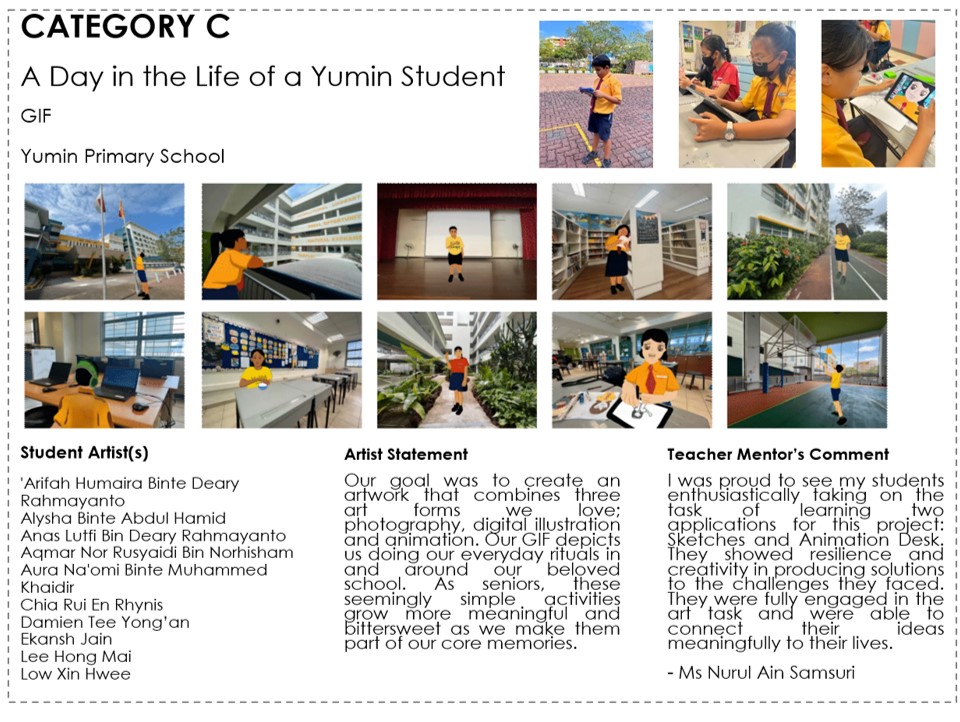 CATEGORY C
A Day in the Life of a Yumin Student
GIF
Yumin Primary School
Student Artist(s)
'Arifah Humaira Binte Deary
Rahmayanto
Alysha Binte Abdul Hamid
Anas Lutfi Bin Deary Rahmayanto
Aqmar Nor Rusyaidi Bin Norhisham
Aura Na'omi Binte Muhammed
Khaidir
Chia Rui En Rhynis
Damien Tee Yong'an
Ekansh Jain
Lee Hong Mai
Low Xin Hwee
Artist Statement
Our goal was to create an
artwork that combines three
art forms we love;
photography, digital illustration
and animation. Our GIF depicts
us doing our everyday rituals in
and around our beloved
school. As seniors, these
seemingly simple activities
grow more meaningful and
bittersweet as we make them
part of our core memories.
Teacher Mentor's Comment
I was proud to see my students
enthusiastically taking on the
task of learning two
applications for this project:
Sketches and Animation Desk.
They showed resilience and
creativity in producing solutions
to the challenges they faced.
They were fully engaged in the
art task and were able to
connect their ideas
meaningfully to their lives.
- Ms Nurul Ain Samsuri